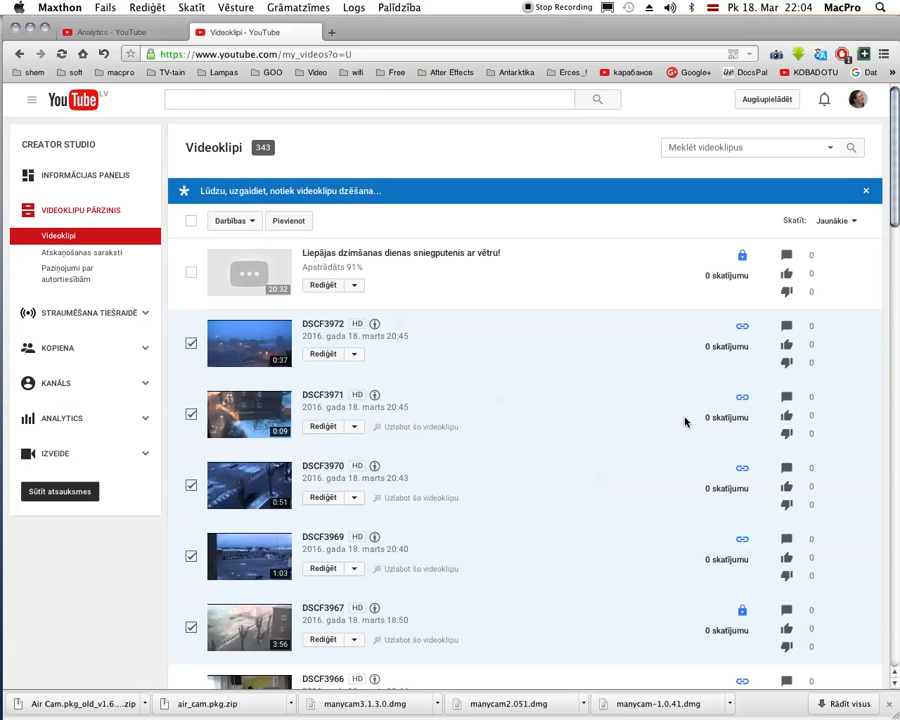 Maxthon Fails Rediģēt Skatīt Vēsture Grāmatzīmes Logs Palīdzība Stop Recording Pk 18. Mar 22:04 MacPro
Analytics - YouTube Videoklipi - YouTube
https://www.youtube.com/my_videos?o=U
shem soft macpro TV-tain Lampas GOO Video wifi Free After Effects Antarktika Erces_! карабанов Google+ DocsPal KOBADOTU Dat
YouTube LV Augšupielādēt
CREATOR STUDIO
INFORMĀCIJAS PANELIS
VIDEOKLIPU PĀRZINIS
Videoklipi
Atskaņošanas saraksti
Paziņojumi par
autortiesībām
STRAUMĒŠANA TIEŠRAIDĒ
KOPIENA
KANĀLS
ANALYTICS
IZVEIDE
Sūtīt atsauksmes
Videoklipi 343 Meklēt videoklipus
Lūdzu, uzgaidiet, notiek videoklipu dzēšana... ×
Darbības Pievienot Skatīt: Jaunākie
Liepājas dzimšanas dienas sniegputenis ar vētru!
Apstrādāts 91%
Rediģēt
20:32
0 skatījumu
0
0
0
DSCF3972 HD
2016. gada 18. marts 20:45
Rediģēt
0:37
0 skatījumu
0
0
0
DSCF3971 HD
2016. gada 18. marts 20:45
Rediģēt Uzlabot šo videoklipu
0:09
0 skatījumu
0
0
0
DSCF3970 HD
2016. gada 18. marts 20:43
Rediģēt Uzlabot šo videoklipu
0:51
0 skatījumu
0
0
0
DSCF3969 HD
2016. gada 18. marts 20:40
Rediģēt Uzlabot šo videoklipu
1:03
0 skatījumu
0
0
0
DSCF3967 HD
2016. gada 18. marts 18:50
Rediģēt Uzlabot šo videoklipu
3:56
0 skatījumu
0
0
0
DSCF3966 HD
0
Air Cam.pkg_old_v1.6....zip air_cam.pkg.zip manycam3.1.3.0.dmg manycam2.051.dmg manycam-1.0.41.dmg Rādīt visus